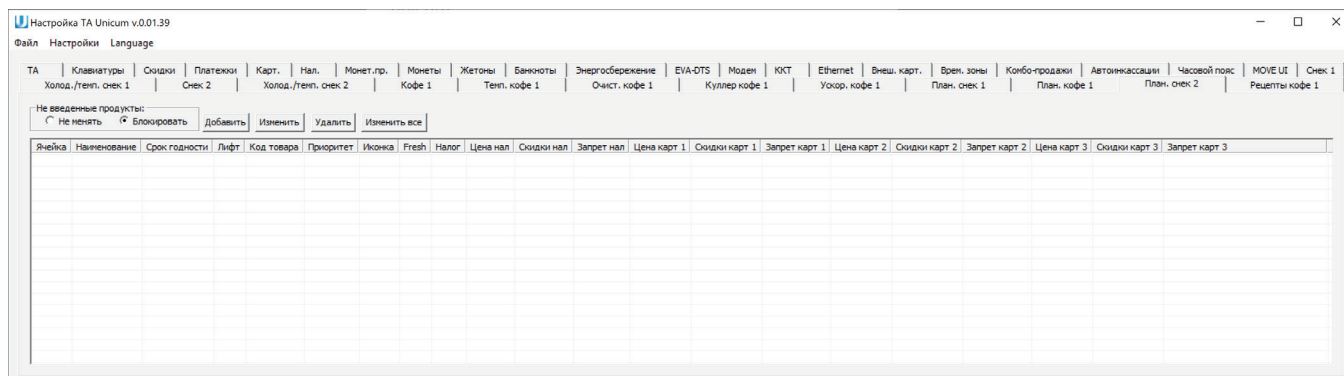 Настройка TA Unicum v.0.01.39
Файл Настройки Language
TA Клавиатуры Скидки Платежки Карт. Нал. Монет.пр. Монеты Жетоны Банкноты Энергосбережение EVA-DTS Модем ККТ Ethernet Внеш. карт. Врем. зоны Комбо-продажи Автоинкассации Часовой пояс MOVE UI Снек 1
Холод./темп. снек 1 Снек 2 Холод./темп. снек 2 Кофе 1 Темп. кофе 1 Очист. кофе 1 Куллер кофе 1 Ускор. кофе 1 План. снек 1 План. кофе 1 План. снек 2 Рецепты кофе 1
Не введенные продукты:
Не менять Блокировать Добавить Изменить Удалить Изменить все
Ячейка Наименование Срок годности Лифт Код товара Приоритет Иконка Fresh Налог Цена нал Скидки нал Запрет нал Цена карт 1 Скидки карт 1 Запрет карт 1 Цена карт 2 Скидки карт 2 Запрет карт 2 Цена карт 3 Скидки карт 3 Запрет карт 3